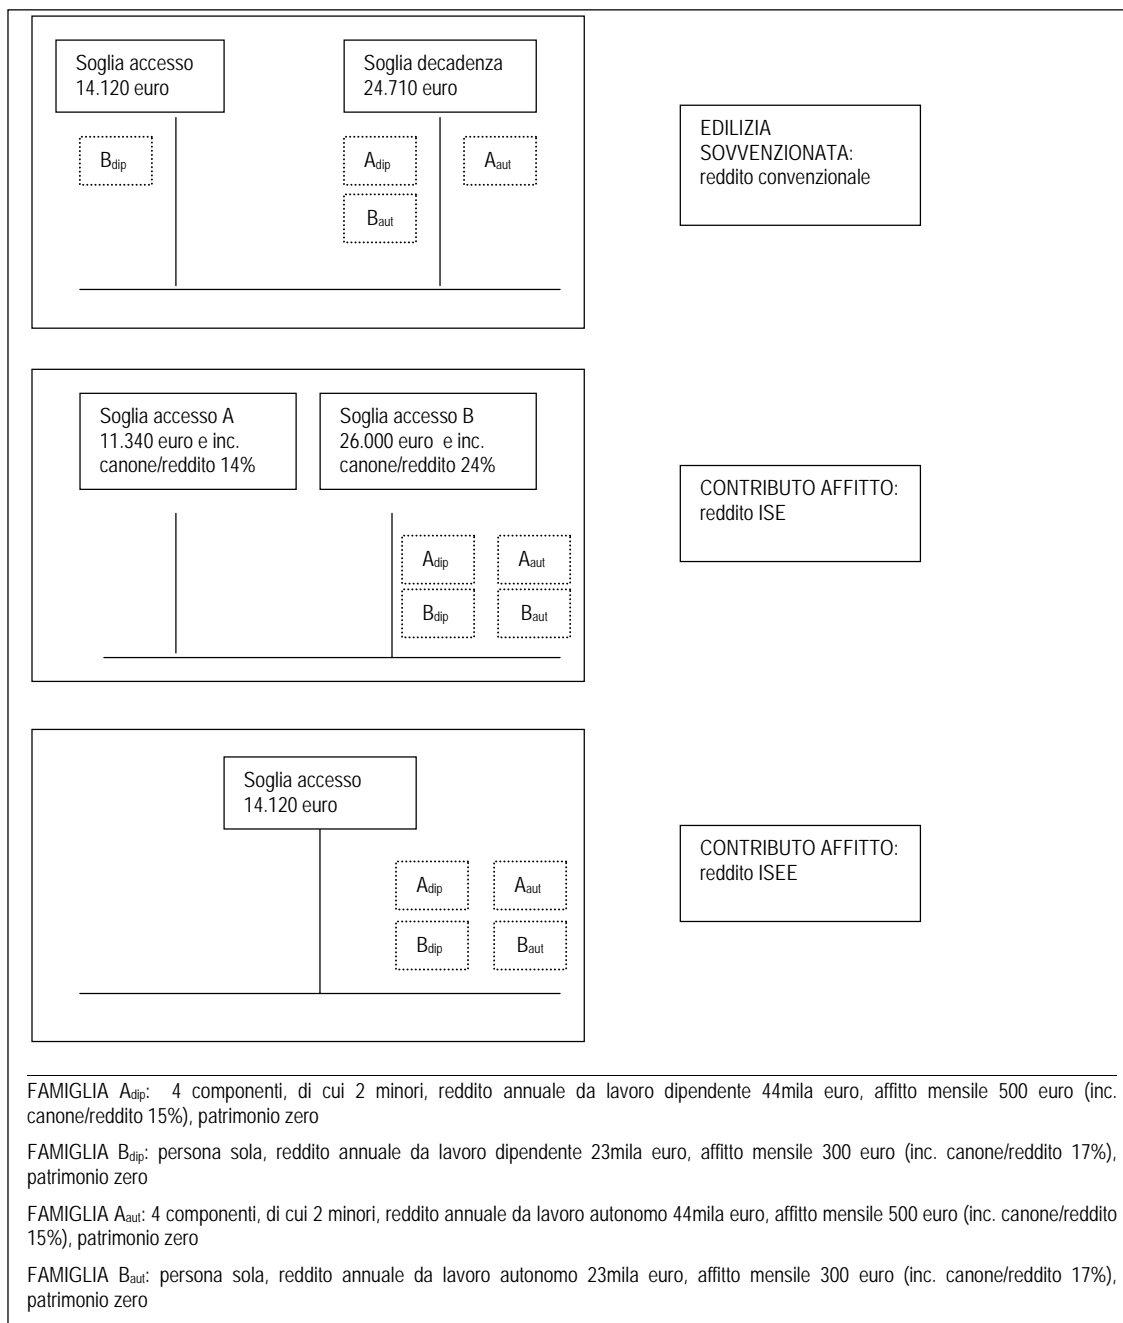 Soglia accesso
14.120 euro
Soglia decadenza
24.710 euro
EDILIZIA
SOVVENZIONATA:
reddito convenzionale
Bdip
Adip
Aaut
Baut
Soglia accesso A
11.340 euro e inc.
canone/reddito 14%
Soglia accesso B
26.000 euro e inc.
canone/reddito 24%
CONTRIBUTO AFFITTO:
reddito ISE
Adip
Aaut
Bdip
Baut
Soglia accesso
14.120 euro
CONTRIBUTO AFFITTO:
reddito ISEE
Adip
Aaut
Bdip
Baut
FAMIGLIA Adip: 4 componenti, di cui 2 minori, reddito annuale da lavoro dipendente 44mila euro, affitto mensile 500 euro (inc.
canone/reddito 15%), patrimonio zero
FAMIGLIA Bdip: persona sola, reddito annuale da lavoro dipendente 23mila euro, affitto mensile 300 euro (inc. canone/reddito 17%),
patrimonio zero
FAMIGLIA Aaut: 4 componenti, di cui 2 minori, reddito annuale da lavoro autonomo 44mila euro, affitto mensile 500 euro (inc. canone/reddito
15%), patrimonio zero
FAMIGLIA Baut: persona sola, reddito annuale da lavoro autonomo 23mila euro, affitto mensile 300 euro (inc. canone/reddito 17%),
patrimonio zero